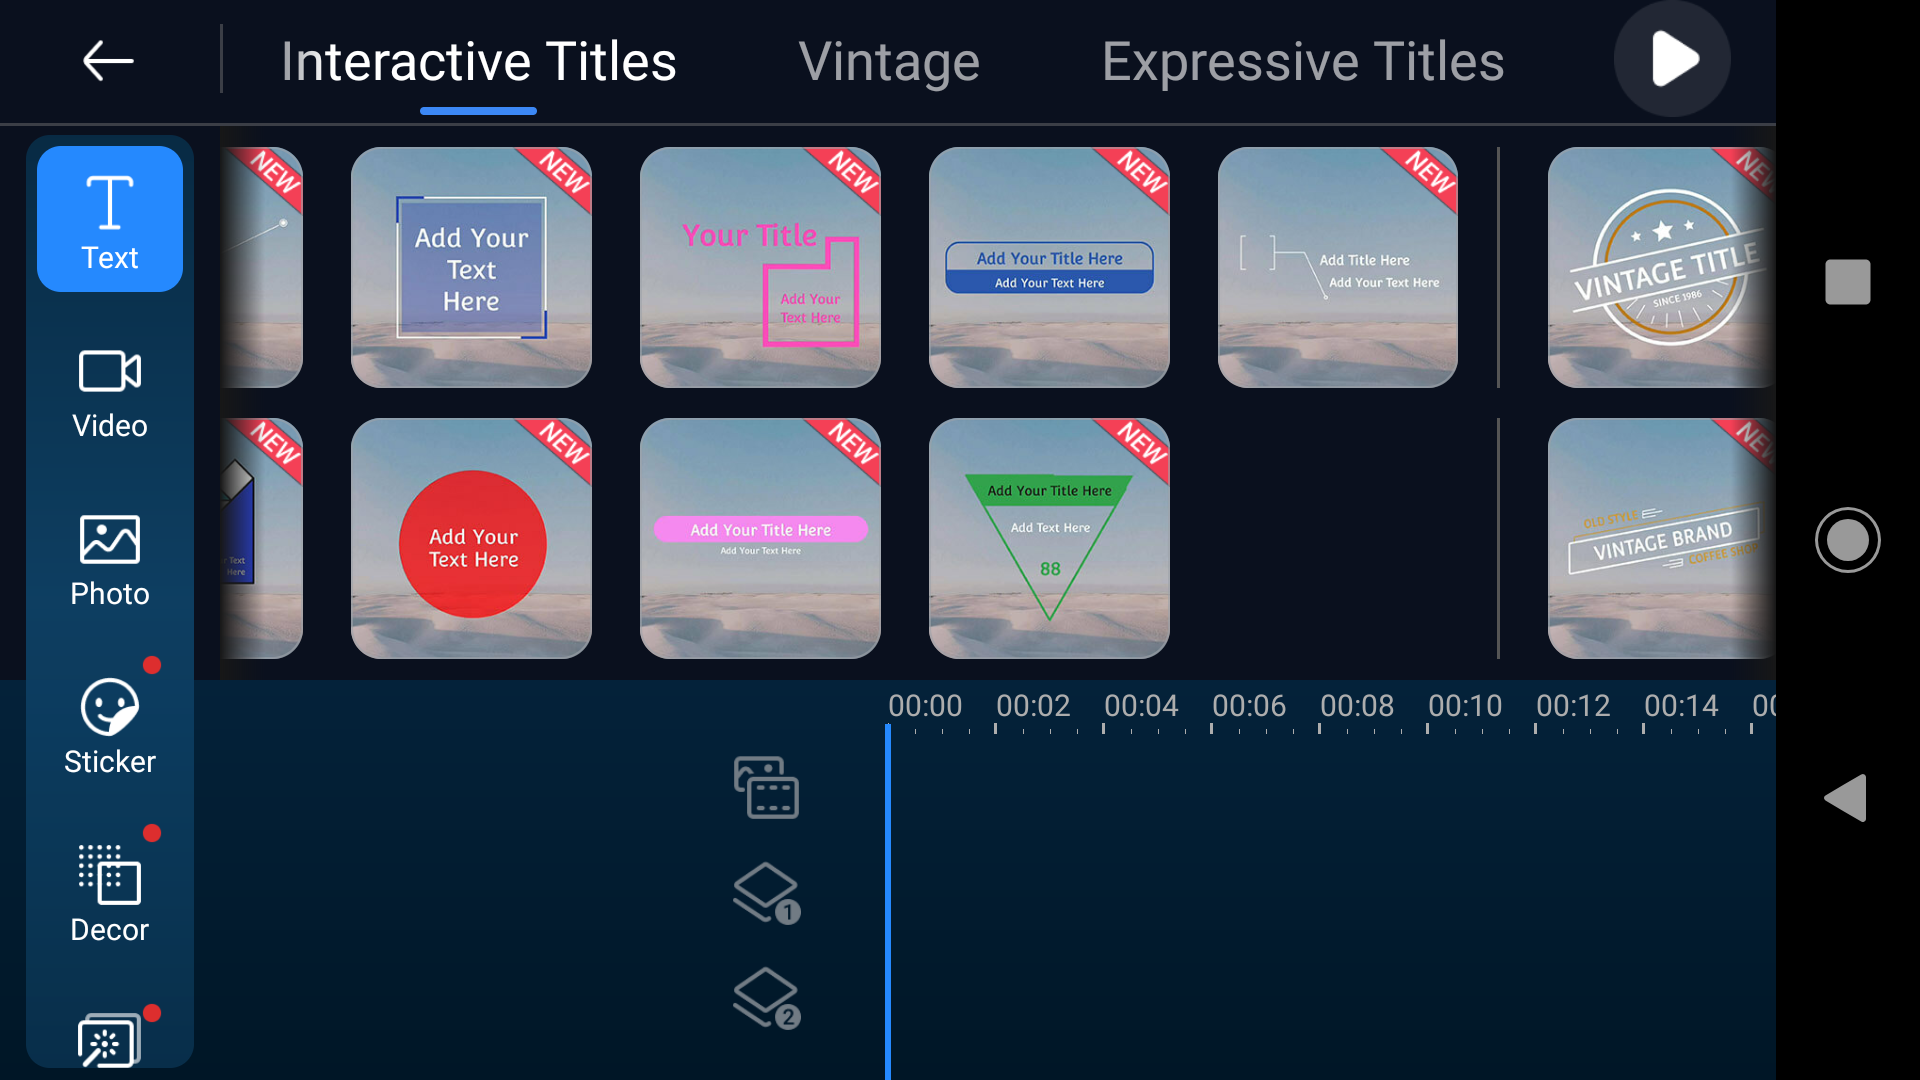 Interactive Titles
Vintage
Expressive Titles
Text
Video
Photo
Sticker
Decor
NEW
NEW
Add Your
Text
Here
NEW
Your Title
Add Your
Text Here
NEW
Add Your Title Here
Add Your Text Here
NEW
Add Title Here
Add Your Text Here
NEW
VINTAGE TITLE
SINCE 1986
NEW
Text
Here
NEW
Add Your
Text Here
NEW
Add Your Title Here
Add Your Text Here
NEW
Add Your Title Here
Add Text Here
88
NEW
OLD STYLE
VINTAGE BRAND
COFFEE SHOP
00:00
00:02
00:04
00:06
00:08
00:10
00:12
00:14
1
2